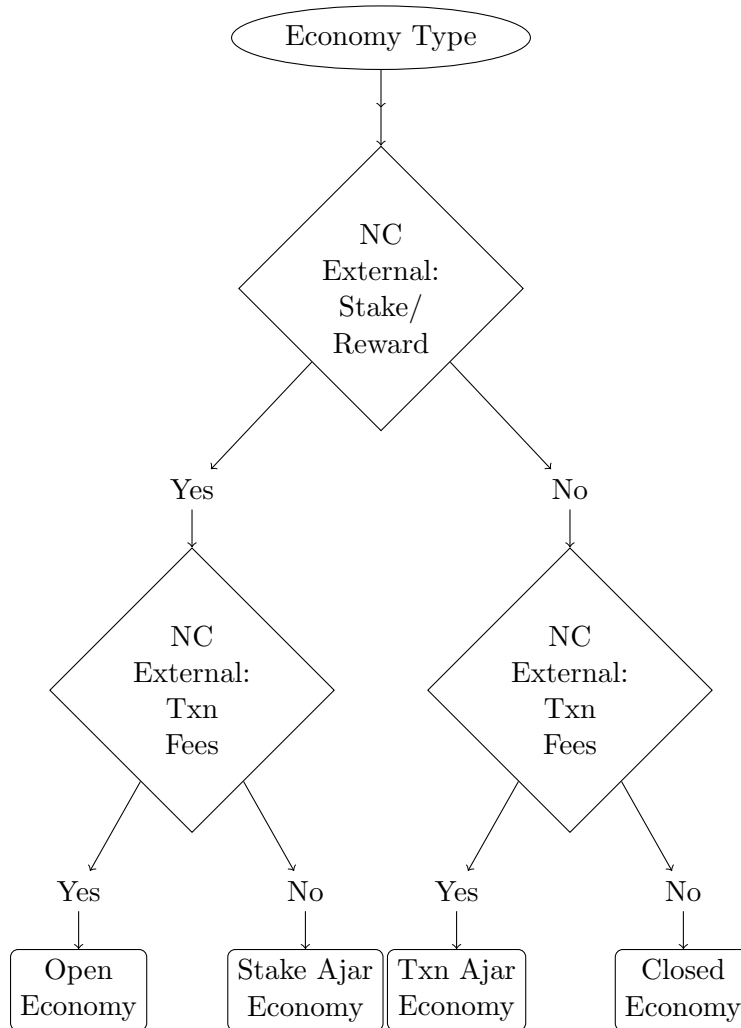 Economy Type
NC
External:
Stake/
Reward
Yes
No
NC
External:
Txn
Fees
NC
External:
Txn
Fees
Yes
No
Yes
No
Open
Economy
Stake Ajar
Economy
Txn Ajar
Economy
Closed
Economy